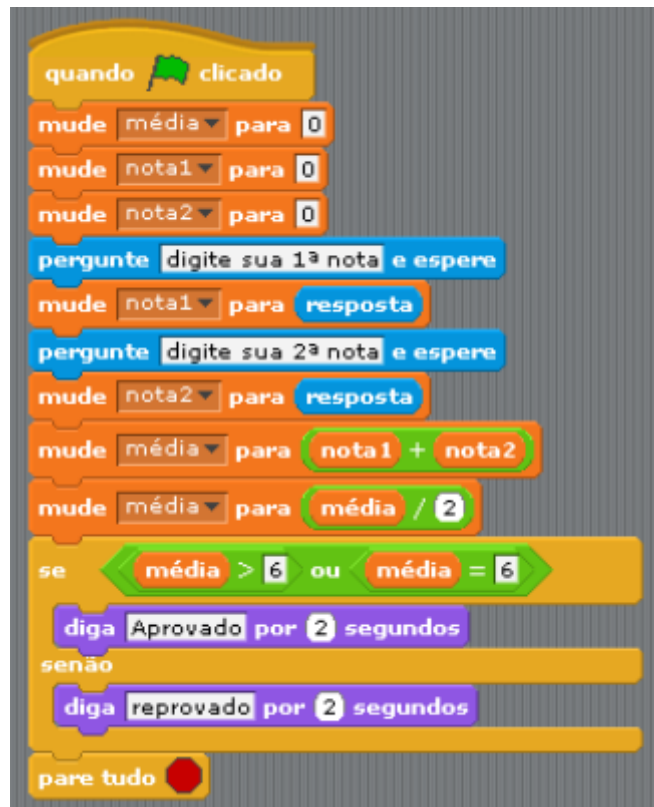 quando clicado
mude média para 0
mude nota1 para 0
mude nota2 para 0
pergunte digite sua 1ª nota e espere
mude nota1 para resposta
pergunte digite sua 2ª nota e espere
mude nota2 para resposta
mude média para nota1 + nota2
mude média para média / 2
se média > 6 ou média = 6
diga Aprovado por 2 segundos
senão
diga reprovado por 2 segundos
pare tudo